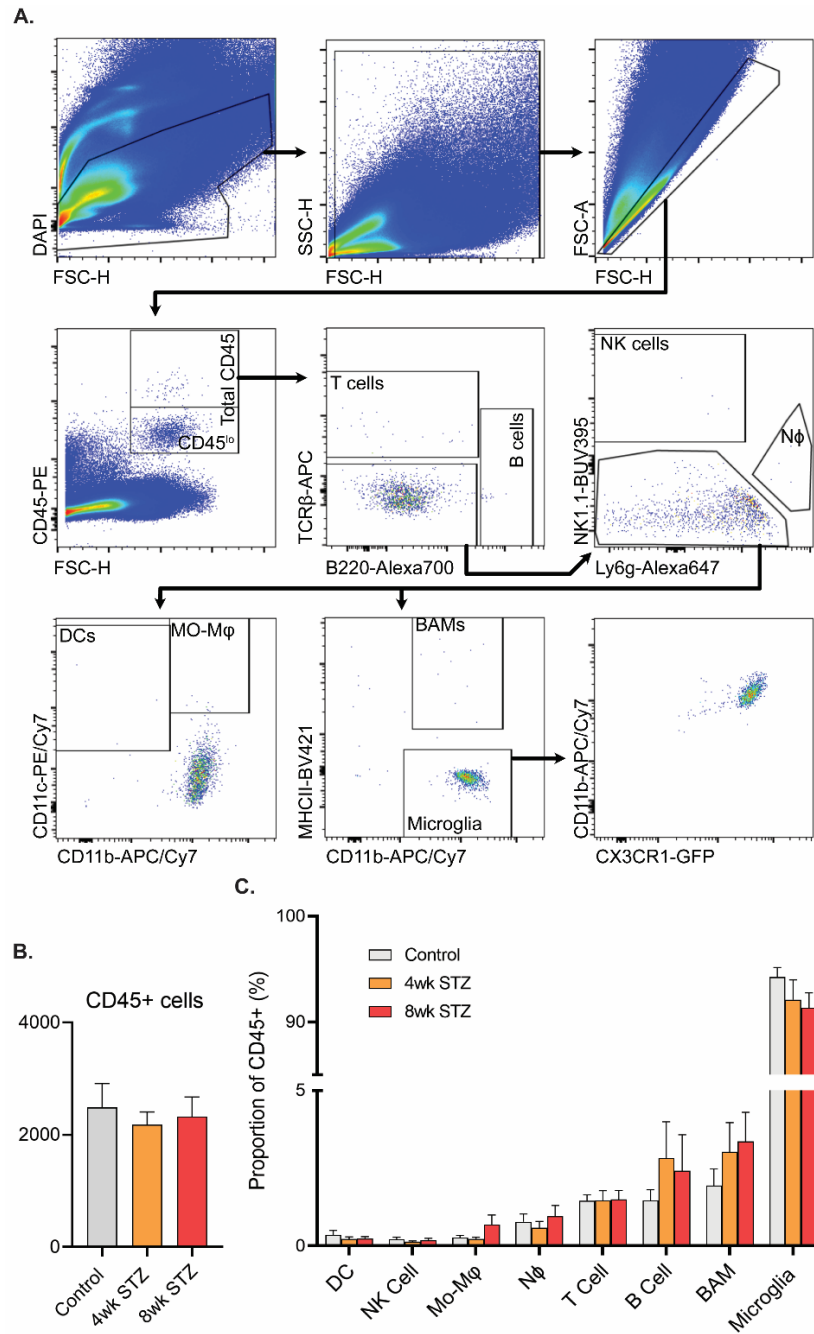 A.
DAPI
FSC-H
SSC-H
FSC-H
FSC-A
FSC-H
CD45-PE
Total CD45
CD45lo
FSC-H
TCRβ-APC
T cells
B cells
B220-Alexa700
NK1.1-BUV395
NK cells
Nϕ
Ly6g-Alexa647
CD11c-PE/Cy7
DCs
MO-Mφ
CD11b-APC/Cy7
MHCII-BV421
BAMs
Microglia
CD11b-APC/Cy7
CD11b-APC/Cy7
CX3CR1-GFP
B.
CD45+ cells
4000
2000
0
Control
4wk STZ
8wk STZ
C.
Proportion of CD45+ (%)
100
90
5
0
Control
4wk STZ
8wk STZ
DC
NK Cell
Mo-Mφ
Nϕ
T Cell
B Cell
BAM
Microglia